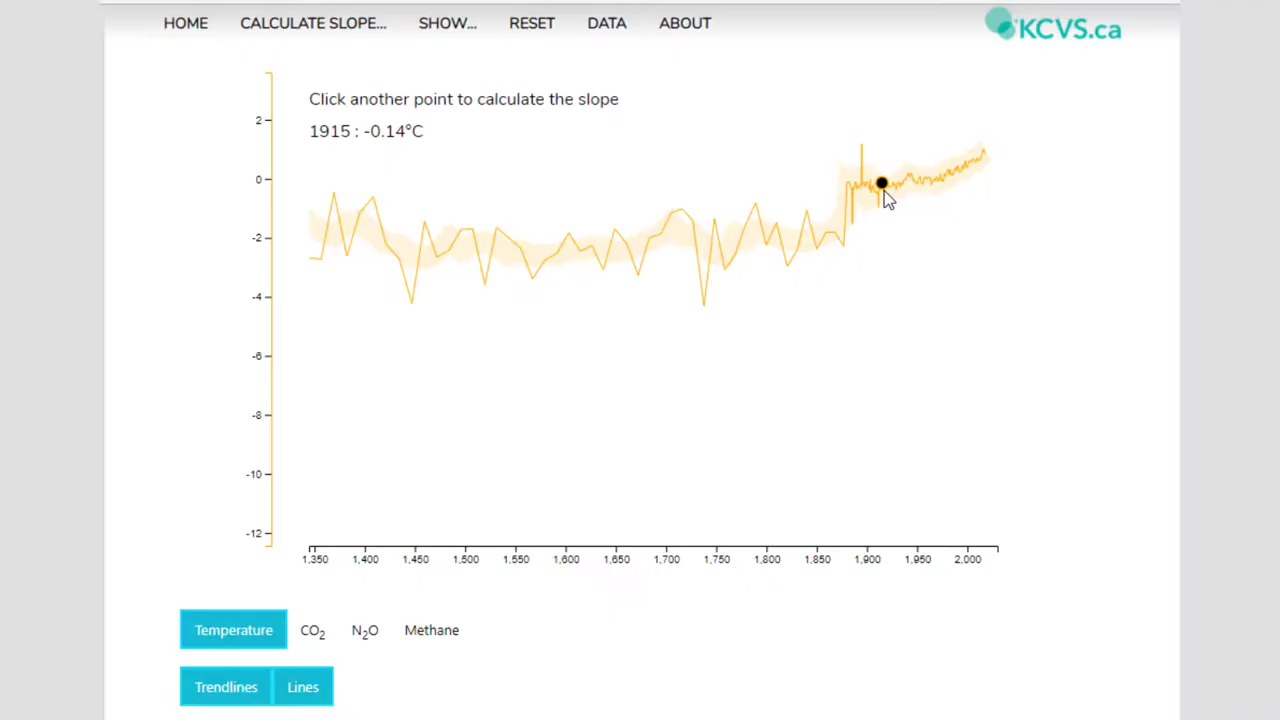 HOME CALCULATE SLOPE... SHOW... RESET DATA ABOUT
KCVS.ca
Click another point to calculate the slope
1915 : -0.14°C
2
0
-2
-4
-6
-8
-10
-12
1,350 1,400 1,450 1,500 1,550 1,600 1,650 1,700 1,750 1,800 1,850 1,900 1,950 2,000
Temperature CO₂ N₂O Methane
Trendlines Lines